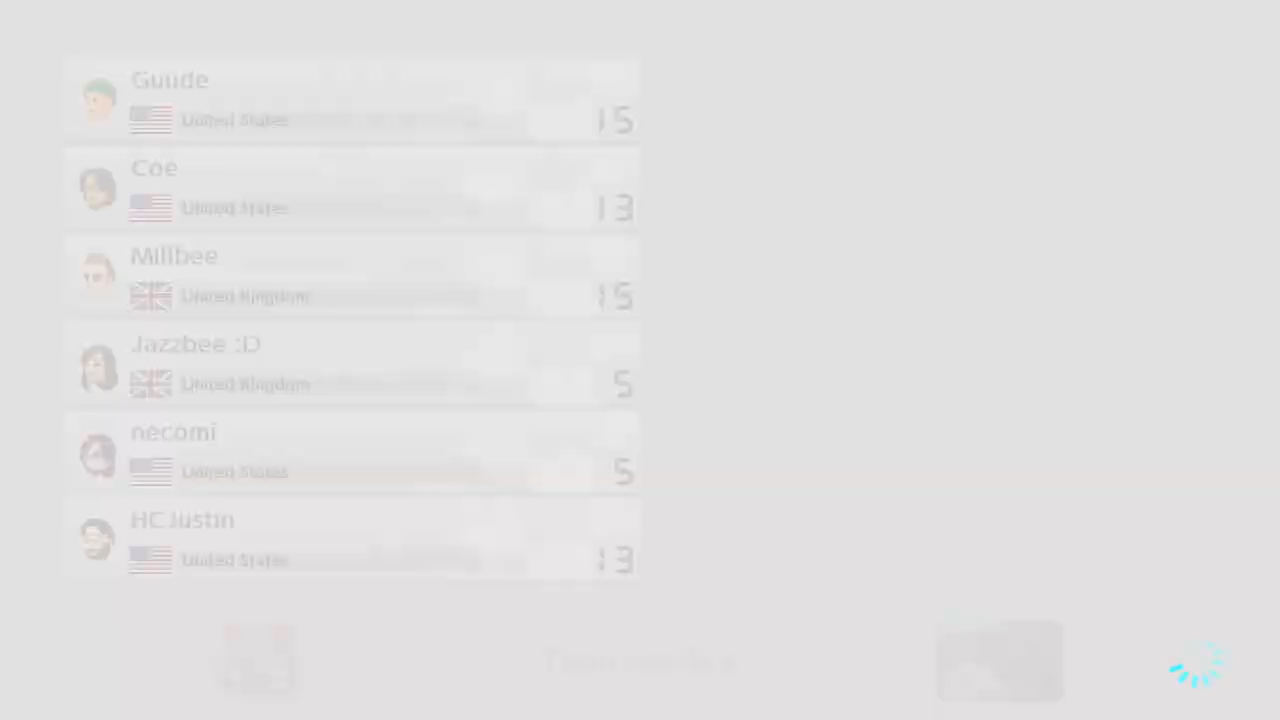 Guude
United States
15
Coe
United States
13
Millbee
United Kingdom
15
Jazzbee :D
United Kingdom
5
necomi
United States
5
HCJustin
United States
13